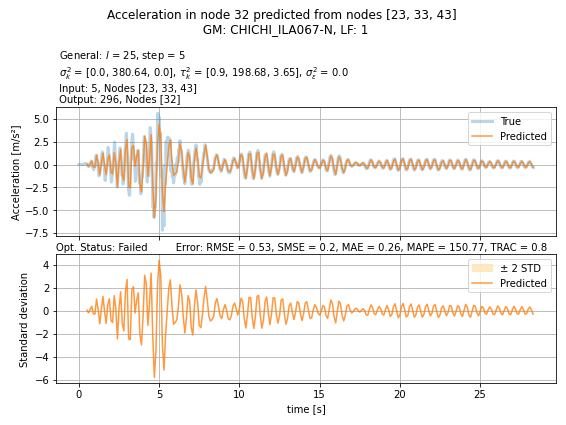 Acceleration in node 32 predicted from nodes [23, 33, 43]
GM: CHICHI_ILA067-N, LF: 1
General: l = 25, step = 5
σ²ₖ = [0.0, 380.64, 0.0], τ²ₖ = [0.9, 198.68, 3.65], σ²ε = 0.0
Input: 5, Nodes [23, 33, 43]
Output: 296, Nodes [32]
True
Predicted
Acceleration [m/s²]
5.0
2.5
0.0
−2.5
−5.0
−7.5
Opt. Status: Failed Error: RMSE = 0.53, SMSE = 0.2, MAE = 0.26, MAPE = 150.77, TRAC = 0.8
± 2 STD
Predicted
Standard deviation
4
2
0
−2
−4
−6
0 5 10 15 20 25
time [s]